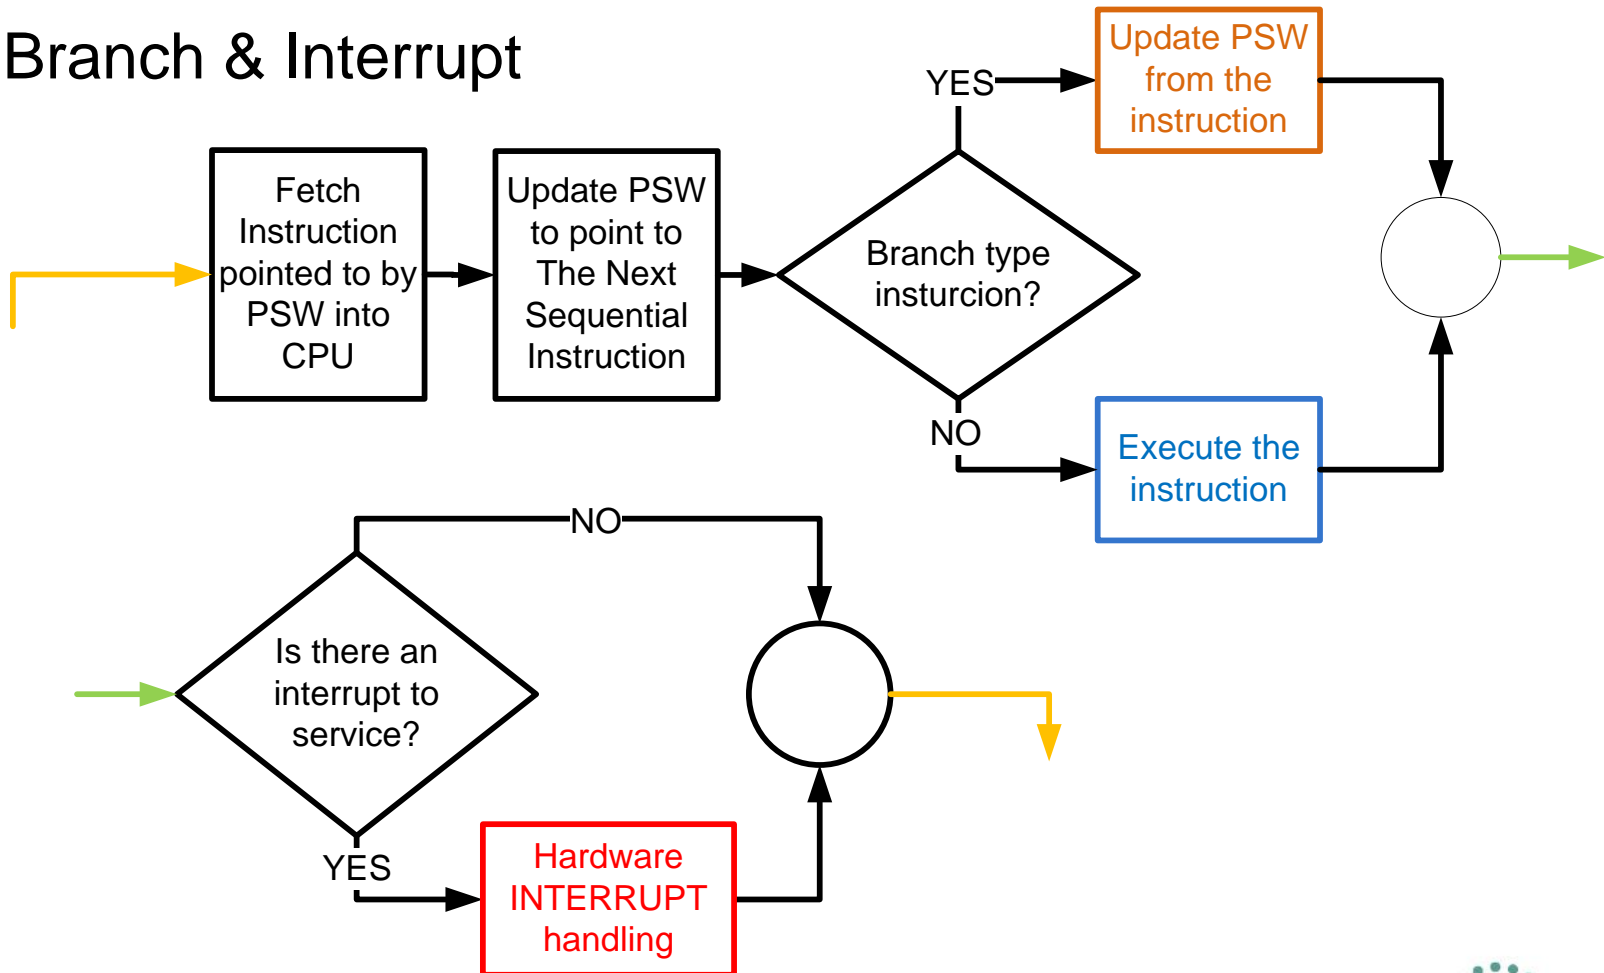 Branch & Interrupt
Fetch
Instruction
pointed to by
PSW into
CPU
Update PSW
to point to
The Next
Sequential
Instruction
Branch type
insturcion?
YES
Update PSW
from the
instruction
NO
Execute the
instruction
Is there an
interrupt to
service?
NO
YES
Hardware
INTERRUPT
handling